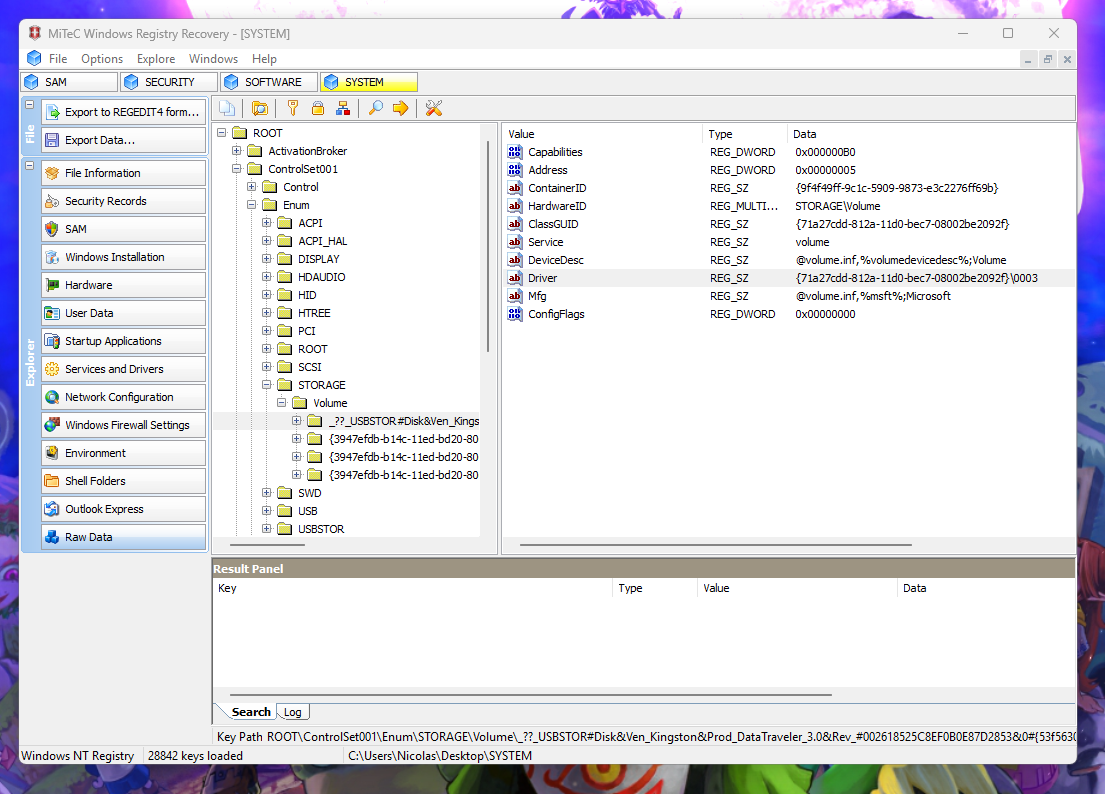 MiTeC Windows Registry Recovery - [SYSTEM]
File Options Explore Windows Help
SAM SECURITY SOFTWARE SYSTEM
File
Export to REGEDIT4 form...
Export Data...
Explorer
File Information
Security Records
SAM
Windows Installation
Hardware
User Data
Startup Applications
Services and Drivers
Network Configuration
Windows Firewall Settings
Environment
Shell Folders
Outlook Express
Raw Data
ROOT
ActivationBroker
ControlSet001
Control
Enum
ACPI
ACPI_HAL
DISPLAY
HDAUDIO
HID
HTREE
PCI
ROOT
SCSI
STORAGE
Volume
_??_USBSTOR#Disk&Ven_Kings
{3947efdb-b14c-11ed-bd20-80
{3947efdb-b14c-11ed-bd20-80
{3947efdb-b14c-11ed-bd20-80
SWD
USB
USBSTOR
Value Type Data
Capabilities REG_DWORD 0x000000B0
Address REG_DWORD 0x00000005
ContainerID REG_SZ {9f4f49ff-9c1c-5909-9873-e3c2276ff69b}
HardwareID REG_MULTI... STORAGE\Volume
ClassGUID REG_SZ {71a27cdd-812a-11d0-bec7-08002be2092f}
Service REG_SZ volume
DeviceDesc REG_SZ @volume.inf,%volumedevicedesc%;Volume
Driver REG_SZ {71a27cdd-812a-11d0-bec7-08002be2092f}\0003
Mfg REG_SZ @volume.inf,%msft%;Microsoft
ConfigFlags REG_DWORD 0x00000000
Result Panel
Key Type Value Data
Search Log
Key Path ROOT\ControlSet001\Enum\STORAGE\Volume\_??_USBSTOR#Disk&Ven_Kingston&Prod_DataTraveler_3.0&Rev_#002618525C8EF0B0E87D2853&0#{53f5630
Windows NT Registry 28842 keys loaded C:\Users\Nicolas\Desktop\SYSTEM